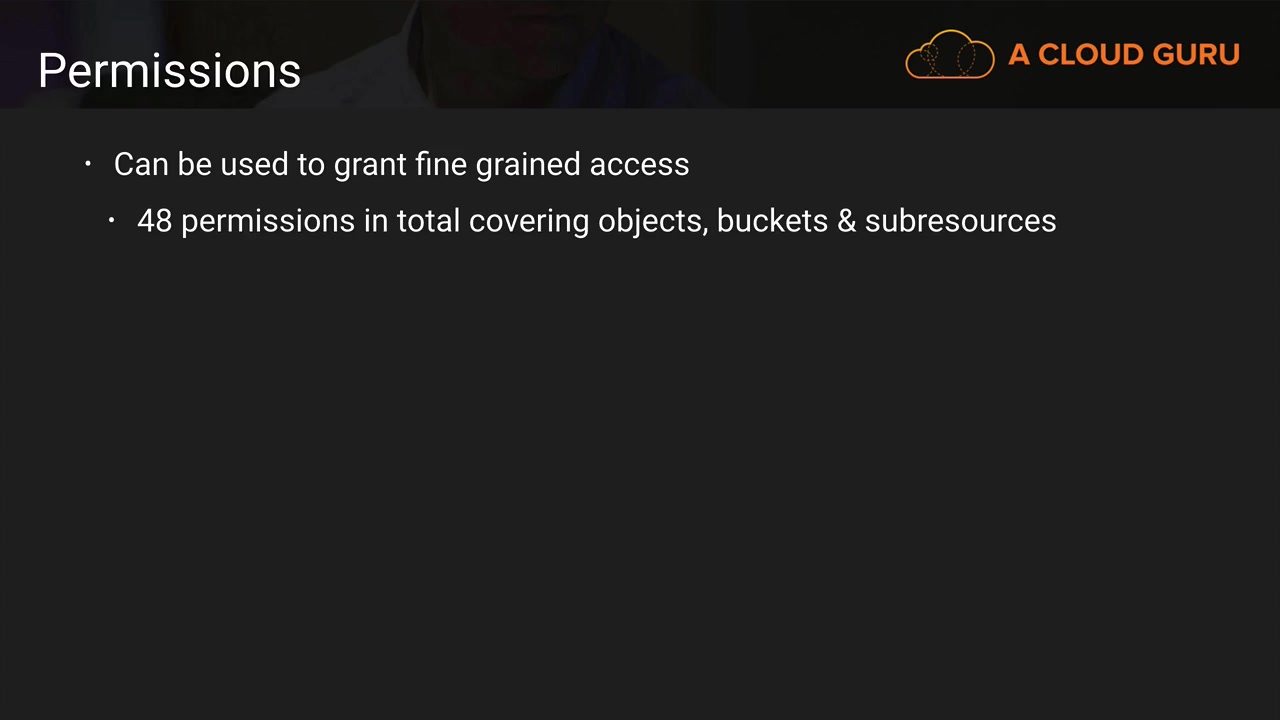 Permissions
A CLOUD GURU
· Can be used to grant fine grained access
· 48 permissions in total covering objects, buckets & subresources